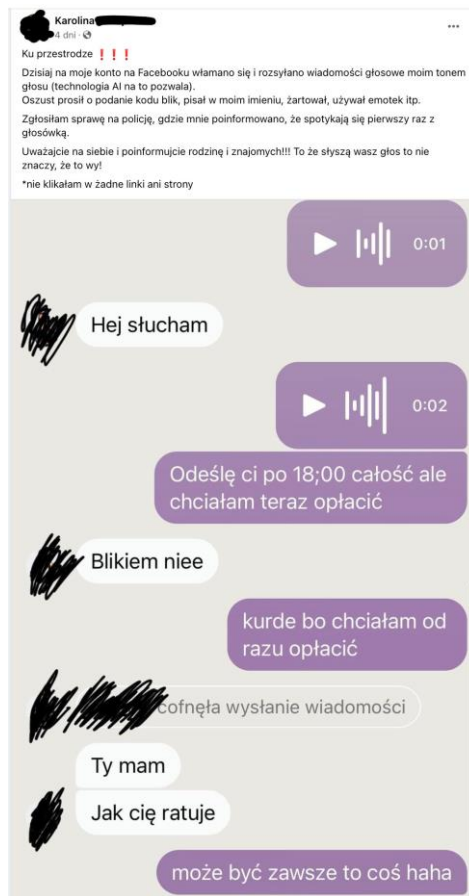 Karolina
4 dni ·
...
Ku przestrodze ❗❗❗
Dzisiaj na moje konto na Facebooku włamano się i rozsyłano wiadomości głosowe moim tonem
głosu (technologia AI na to pozwala).
Oszust prosił o podanie kodu blik, pisał w moim imieniu, żartował, używał emotek itp.
Zgłosiłam sprawę na policję, gdzie mnie poinformowano, że spotykają się pierwszy raz z
głosówką.
Uważajcie na siebie i poinformujcie rodzinę i znajomych!!! To że słyszą wasz głos to nie
znaczy, że to wy!
*nie klikałam w żadne linki ani strony
0:01
Hej słucham
0:02
Odeślę ci po 18;00 całość ale
chciałam teraz opłacić
Blikiem niee
kurde bo chciałam od
razu opłacić
cofnęła wysłanie wiadomości
Ty mam
Jak cię ratuje
może być zawsze to coś haha